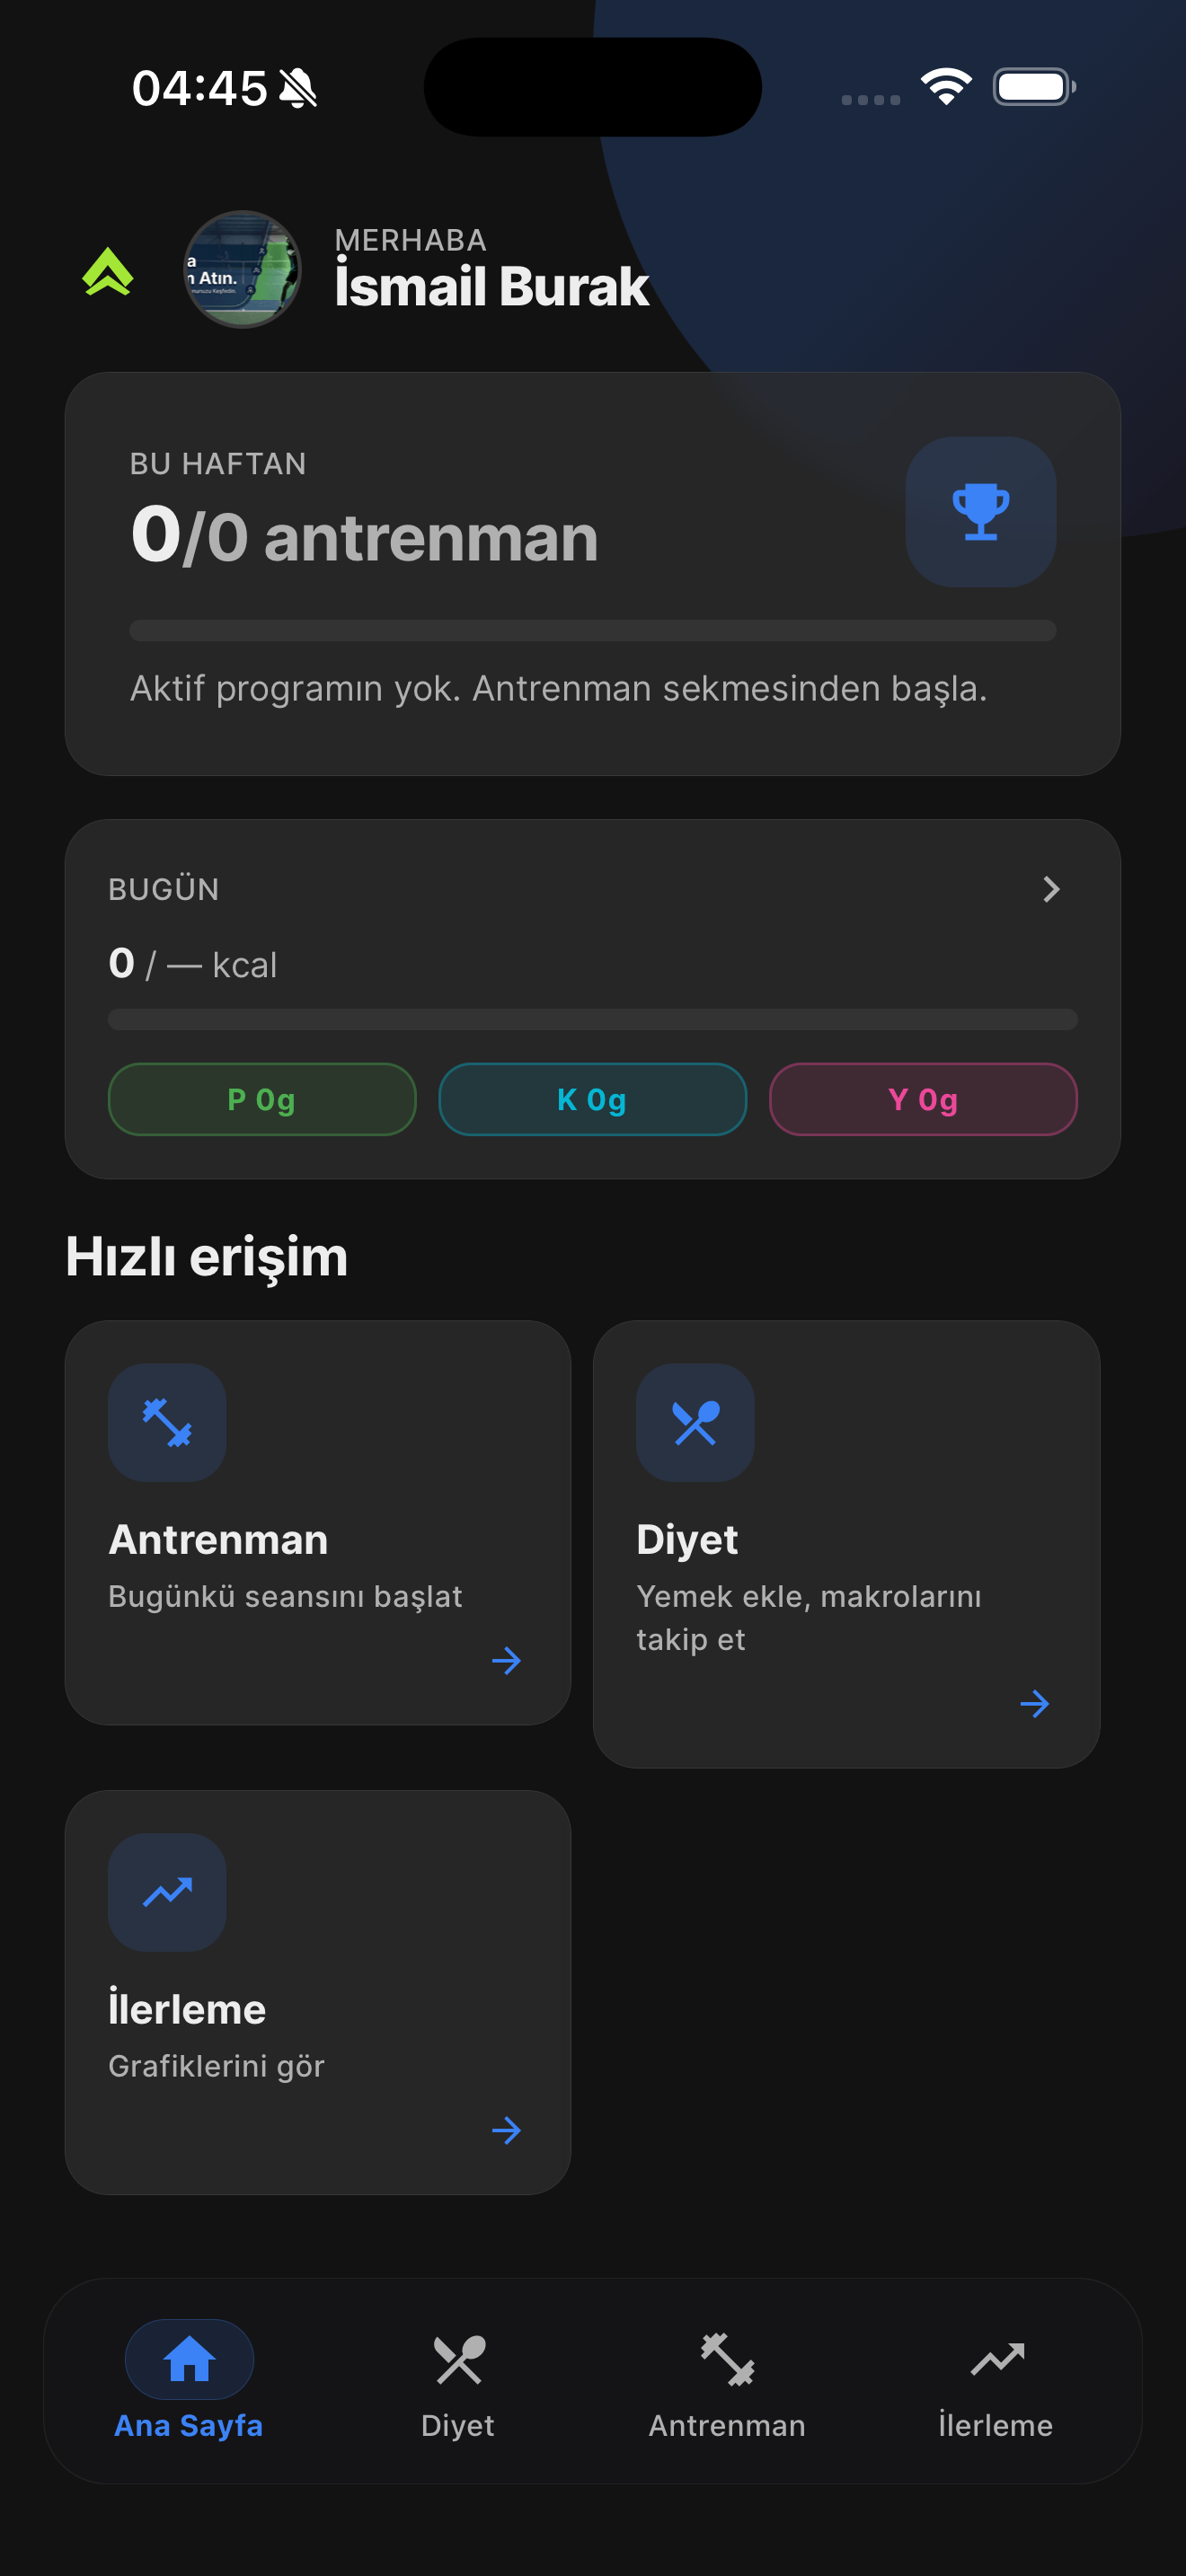 04:45
a
n Atın.
MERHABA
İsmail Burak
BU HAFTAN
0/0 antrenman
Aktif programın yok. Antrenman sekmesinden başla.
BUGÜN
0 / — kcal
P 0g
K 0g
Y 0g
Hızlı erişim
Antrenman
Bugünkü seansını başlat
Diyet
Yemek ekle, makrolarını
takip et
İlerleme
Grafiklerini gör
Ana Sayfa
Diyet
Antrenman
İlerleme